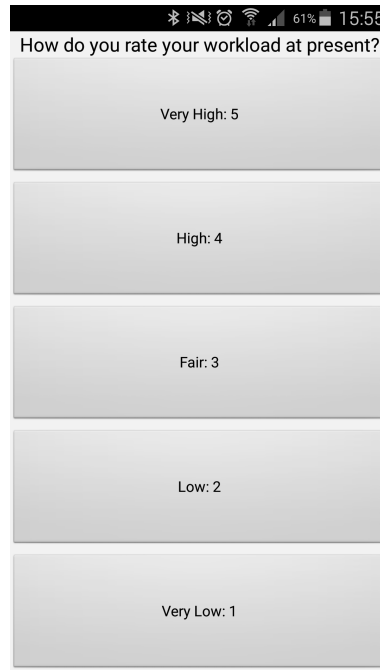 61% 15:55
How do you rate your workload at present?
Very High: 5
High: 4
Fair: 3
Low: 2
Very Low: 1